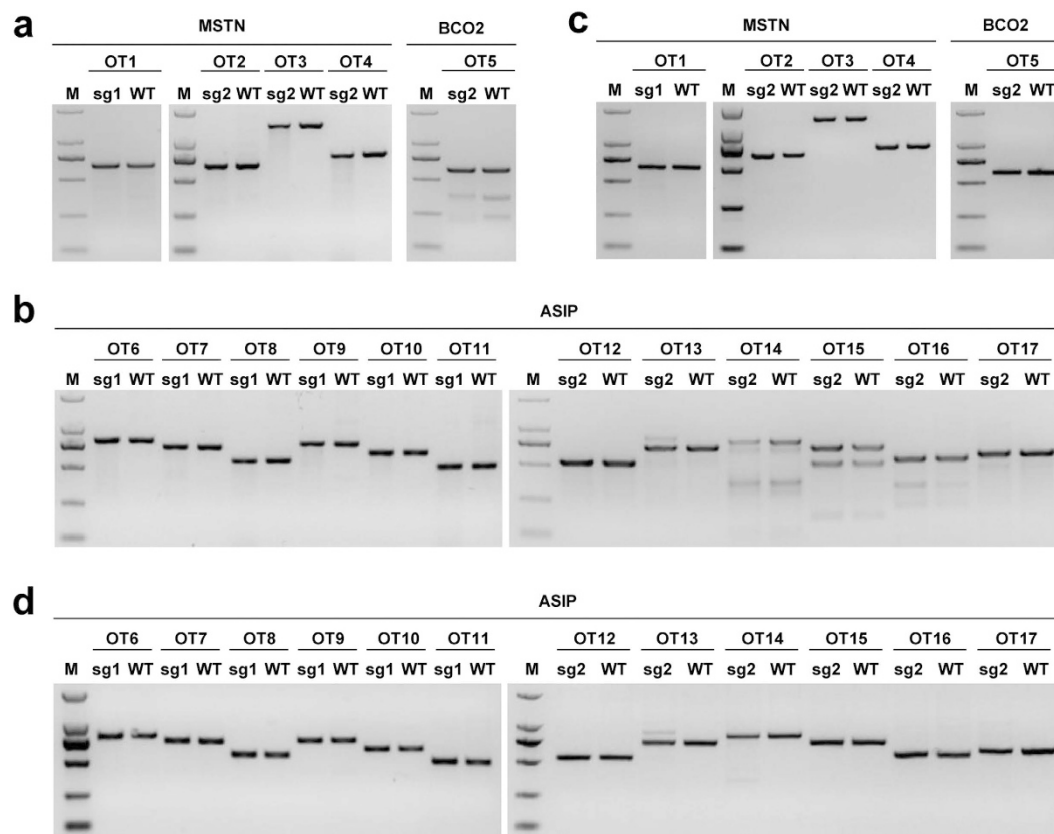 a
MSTN
BCO2
OT1 OT2 OT3 OT4 OT5
M sg1 WT sg2 WT sg2 WT sg2 WT M sg2 WT
c
MSTN
BCO2
OT1 OT2 OT3 OT4 OT5
M sg1 WT sg2 WT sg2 WT sg2 WT M sg2 WT
b
ASIP
OT6 OT7 OT8 OT9 OT10 OT11 OT12 OT13 OT14 OT15 OT16 OT17
M sg1 WT sg1 WT sg1 WT sg1 WT sg1 WT sg1 WT M sg2 WT sg2 WT sg2 WT sg2 WT sg2 WT sg2 WT
d
ASIP
OT6 OT7 OT8 OT9 OT10 OT11 OT12 OT13 OT14 OT15 OT16 OT17
M sg1 WT sg1 WT sg1 WT sg1 WT sg1 WT sg1 WT M sg2 WT sg2 WT sg2 WT sg2 WT sg2 WT sg2 WT